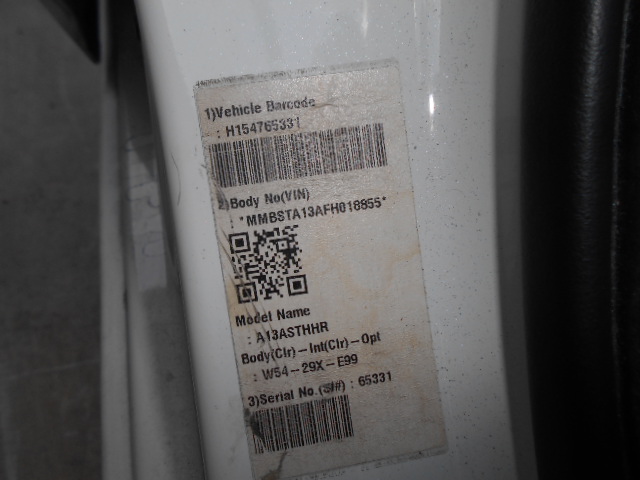 1)Vehicle Barcode
: H154765331
2)Body No(VIN)
: *MMBSTA13AFH018855*
Model Name
: A13ASTHHR
Body(Clr)-Int(Clr)-Opt
: W54-29X-E99
3)Serial No.(S/#) : 65331